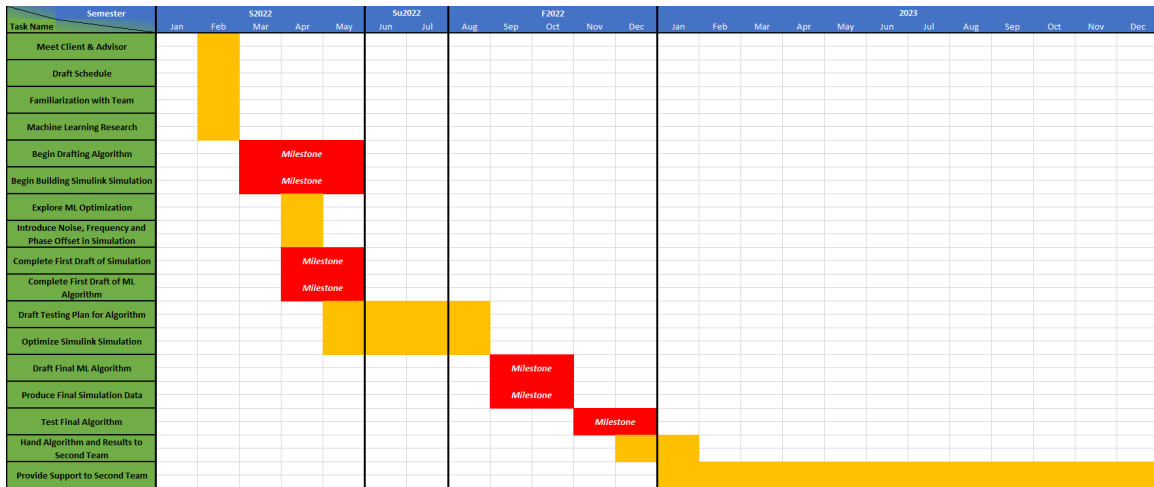 Semester S2022 Su2022 F2022 2023
Task Name Jan Feb Mar Apr May Jun Jul Aug Sep Oct Nov Dec Jan Feb Mar Apr May Jun Jul Aug Sep Oct Nov Dec
Meet Client & Advisor
Draft Schedule
Familiarization with Team
Machine Learning Research
Begin Drafting Algorithm Milestone
Begin Building Simulink Simulation Milestone
Explore ML Optimization
Introduce Noise, Frequency and
Phase Offset in Simulation
Complete First Draft of Simulation Milestone
Complete First Draft of ML
Algorithm Milestone
Draft Testing Plan for Algorithm
Optimize Simulink Simulation
Draft Final ML Algorithm Milestone
Produce Final Simulation Data Milestone
Test Final Algorithm Milestone
Hand Algorithm and Results to
Second Team
Provide Support to Second Team